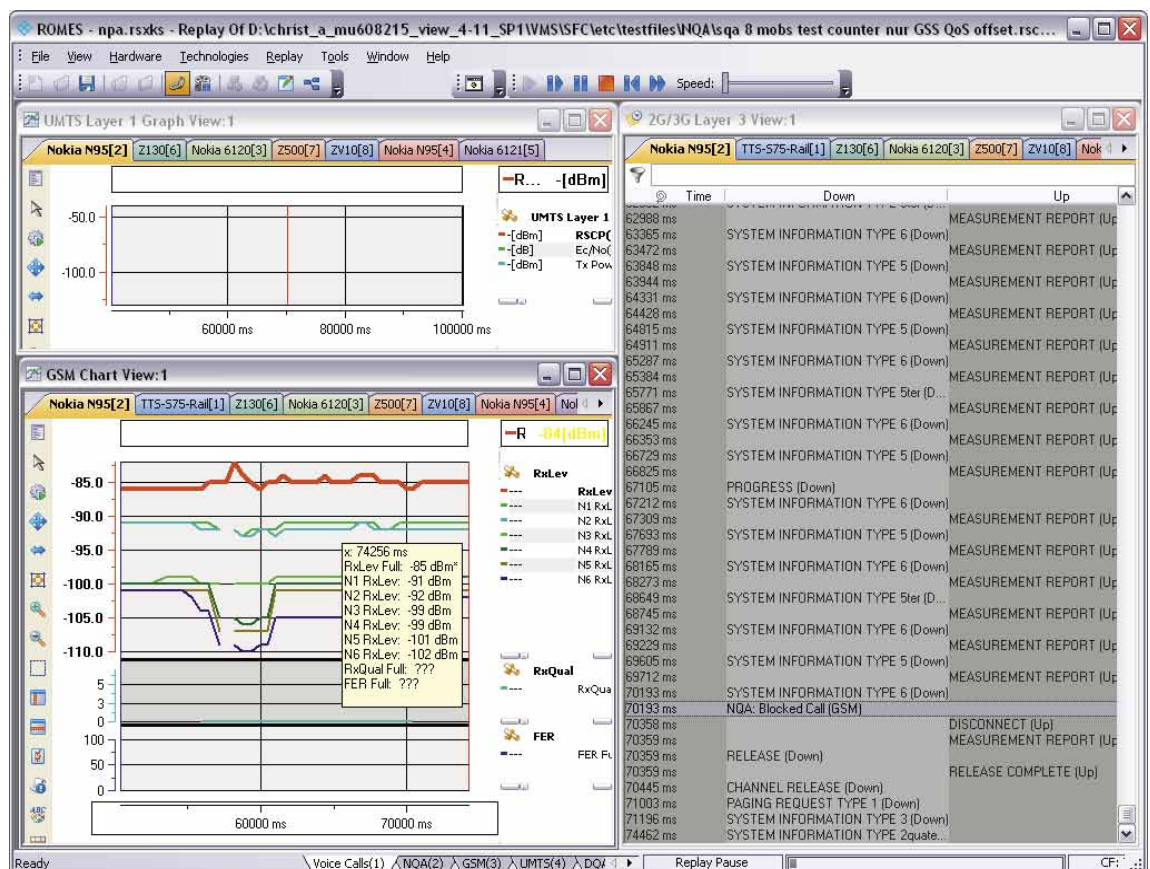 ROMES - npa.rsxks - Replay Of D:\christ_a_mu608215_view_4-11_SP1\VMS\SFC\etc\testfiles\NQA\sqa 8 mobs test counter nur GSS QoS offset.rsc...
File View Hardware Technologies Replay Tools Window Help
Speed:
UMTS Layer 1 Graph View:1
Nokia N95[2] Z130[6] Nokia 6120[3] Z500[7] ZV10[8] Nokia N95[4] Nokia 6121[5]
R... -[dBm]
-50.0
-100.0
60000 ms 80000 ms 100000 ms
UMTS Layer 1
-[dBm] RSCP(
-[dB] Ec/No(
-[dBm] Tx Pow
GSM Chart View:1
Nokia N95[2] TTS-S75-Rail[1] Z130[6] Nokia 6120[3] Z500[7] ZV10[8] Nokia N95[4] Nol
R -84[dBm]
-85.0
-90.0
-95.0
-100.0
-105.0
-110.0
5
3
0
100
50
0
60000 ms 70000 ms
x: 74256 ms
RxLev Full: -85 dBm*
N1 RxLev: -91 dBm
N2 RxLev: -92 dBm
N3 RxLev: -99 dBm
N4 RxLev: -99 dBm
N5 RxLev: -101 dBm
N6 RxLev: -102 dBm
RxQual Full: ???
FER Full: ???
RxLev
--- RxLev
--- N1 RxL
--- N2 RxL
--- N3 RxL
--- N4 RxL
--- N5 RxL
--- N6 RxL
RxQual
--- RxQua
FER
--- FER Fu
ABC
2G/3G Layer 3 View:1
Nokia N95[2] TTS-S75-Rail[1] Z130[6] Nokia 6120[3] Z500[7] ZV10[8] Nok
Time Down Up
62988 ms MEASUREMENT REPORT (Up
63365 ms SYSTEM INFORMATION TYPE 6 (Down)
63472 ms MEASUREMENT REPORT (Up
63848 ms SYSTEM INFORMATION TYPE 5 (Down)
63944 ms MEASUREMENT REPORT (Up
64331 ms SYSTEM INFORMATION TYPE 6 (Down)
64428 ms MEASUREMENT REPORT (Up
64815 ms SYSTEM INFORMATION TYPE 5 (Down)
64911 ms MEASUREMENT REPORT (Up
65287 ms SYSTEM INFORMATION TYPE 6 (Down)
65384 ms MEASUREMENT REPORT (Up
65771 ms SYSTEM INFORMATION TYPE 5ter (D...
65867 ms MEASUREMENT REPORT (Up
66245 ms SYSTEM INFORMATION TYPE 6 (Down)
66353 ms MEASUREMENT REPORT (Up
66729 ms SYSTEM INFORMATION TYPE 5 (Down)
66825 ms MEASUREMENT REPORT (Up
67105 ms PROGRESS (Down)
67212 ms SYSTEM INFORMATION TYPE 6 (Down)
67309 ms MEASUREMENT REPORT (Up
67693 ms SYSTEM INFORMATION TYPE 5 (Down)
67789 ms MEASUREMENT REPORT (Up
68165 ms SYSTEM INFORMATION TYPE 6 (Down)
68273 ms MEASUREMENT REPORT (Up
68649 ms SYSTEM INFORMATION TYPE 5ter (D...
68745 ms MEASUREMENT REPORT (Up
69132 ms SYSTEM INFORMATION TYPE 6 (Down)
69229 ms MEASUREMENT REPORT (Up
69605 ms SYSTEM INFORMATION TYPE 5 (Down)
69712 ms MEASUREMENT REPORT (Up
70193 ms SYSTEM INFORMATION TYPE 6 (Down)
70193 ms NQA: Blocked Call (GSM)
70358 ms DISCONNECT (Up)
70359 ms MEASUREMENT REPORT (Up
70359 ms RELEASE (Down)
70359 ms RELEASE COMPLETE (Up)
70445 ms CHANNEL RELEASE (Down)
71003 ms PAGING REQUEST TYPE 1 (Down)
71196 ms SYSTEM INFORMATION TYPE 3 (Down)
74462 ms SYSTEM INFORMATION TYPE 2quate...
Ready Voice Calls(1) NQA(2) GSM(3) UMTS(4) DQA Replay Pause CF: